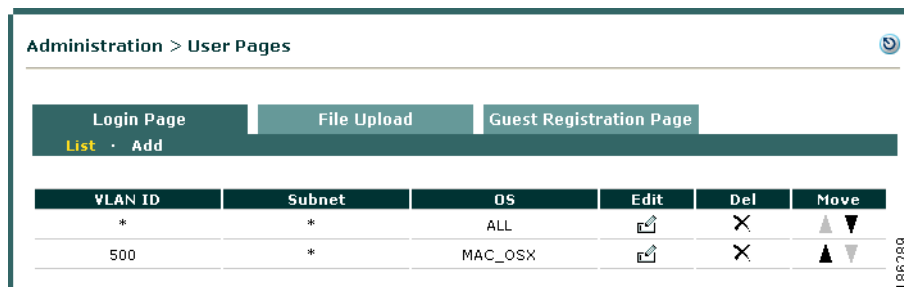 Administration > User Pages
Login Page File Upload Guest Registration Page
List · Add
VLAN ID Subnet OS Edit Del Move
* * ALL
500 * MAC_OSX
186289